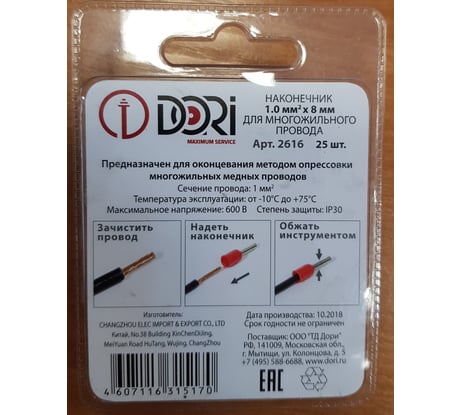 DORi
MAXIMUM SERVICE
НАКОНЕЧНИК
1.0 мм² х 8 мм
ДЛЯ МНОГОЖИЛЬНОГО
ПРОВОДА
Арт. 2616 25 шт.
Предназначен для оконцевания методом опрессовки
многожильных медных проводов
Сечение провода: 1 мм²
Температура эксплуатации: от -10°С до +75°С
Максимальное напряжение: 600 В Степень защиты: IP30
Зачистить
провод
Надеть
наконечник
Обжать
инструментом
Изготовитель:
CHANGZHOU ELEC IMPORT & EXPORT CO., LTD
Китай, No.38 Building XinChenDiJing,
MeiYuan Road HuTang, Wujing, ChangZhou
4 607116 315170
Дата производства: 10.2018
Срок годности не ограничен
Поставщик: ООО "ТД Дори"
РФ, 141009, Московская обл.,
г. Мытищи, ул. Колонцова, д. 5
+7 (495) 588-6688, www.dori.ru
EAC